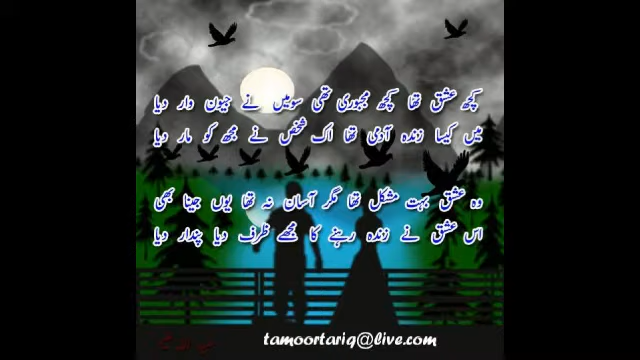 کچھ عشق تھا کچھ مجبوری تھی سو میں نے جیون وار دیا
میں کیسا زندہ آدمی تھا اک شخص نے مجھ کو مار دیا
وہ عشق بہت مشکل تھا مگر آسان نہ تھا یوں جینا بھی
اس عشق نے زندہ رہنے کا مجھے ظرف دیا پندار دیا
tamoortariq@live.com